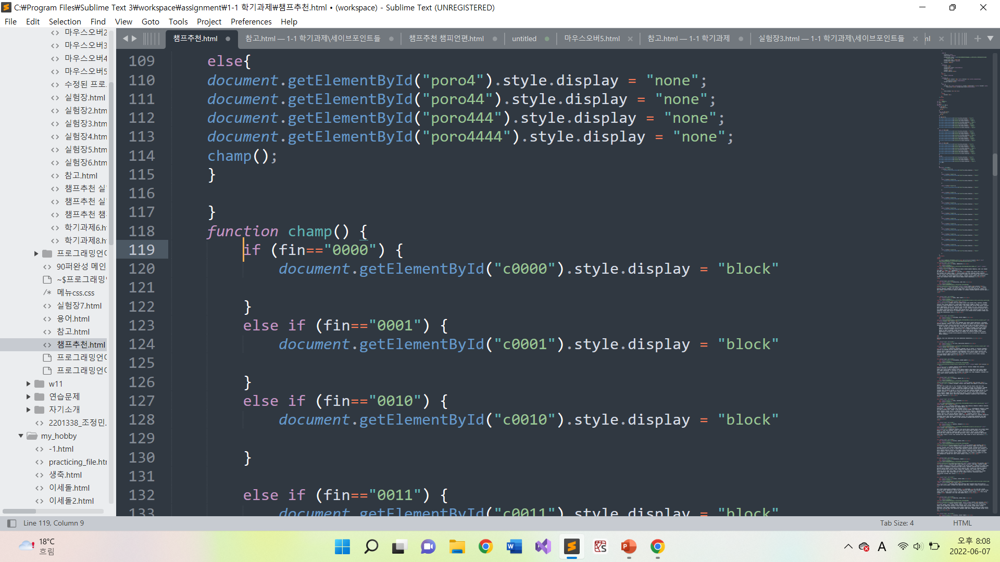 C:₩Program Files₩Sublime Text 3₩workspace₩assignment₩1-1 학기과제₩챔프추천.html • (workspace) - Sublime Text (UNREGISTERED)
File Edit Selection Find View Goto Tools Project Preferences Help
챔프추천.html 참고.html — 1-1 학기과제\세이브포인트들 챔프추천 챔피언편.html untitled 마우스오버5.html 참고.html — 1-1 학기과제 실험장3.html — 1-1 학기과제\세이브포인트들
마우스오버2
마우스오버3
마우스오버4
마우스오버5
수정된 프로
실험장.html
실험장2.htm
실험장3.htm
실험장4.htm
실험장5.htm
실험장6.htm
참고.html
챔프추천 실
챔프추천 실
챔프추천 챔
학기과제6.h
학기과제8.h
프로그래밍언
90퍼완성 메인
~$프로그래밍
메뉴css.css
실험장7.html
용어.html
참고.html
챔프추천.html
프로그래밍언
프로그래밍언
w11
연습문제
자기소개
2201338_조정민.
my_hobby
-1.html
practicing_file.htm
생축.html
이세돌.html
이세돌2.html
109 else{
110 document.getElementById("poro4").style.display = "none";
111 document.getElementById("poro44").style.display = "none";
112 document.getElementById("poro444").style.display = "none";
113 document.getElementById("poro4444").style.display = "none";
114 champ();
115 }
116
117 }
118 function champ() {
119 if (fin=="0000") {
120 document.getElementById("c0000").style.display = "block"
121
122 }
123 else if (fin=="0001") {
124 document.getElementById("c0001").style.display = "block"
125
126 }
127 else if (fin=="0010") {
128 document.getElementById("c0010").style.display = "block"
129
130 }
131
132 else if (fin=="0011") {
133 document.getElementById("c0011").style.display = "block"
Line 119, Column 9 Tab Size: 4 HTML
18°C
흐림
A
오후 8:08
2022-06-07